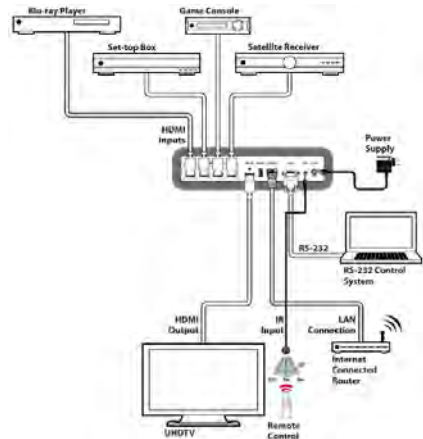 Blu-ray Player
Game Console
Set-top Box
Satellite Receiver
HDMI
Inputs
Power
Supply
RS-232
RS-232 Control
System
HDMI
Output
IR
Input
LAN
Connection
Internet
Connected
Router
UHDTV
Remote
Control